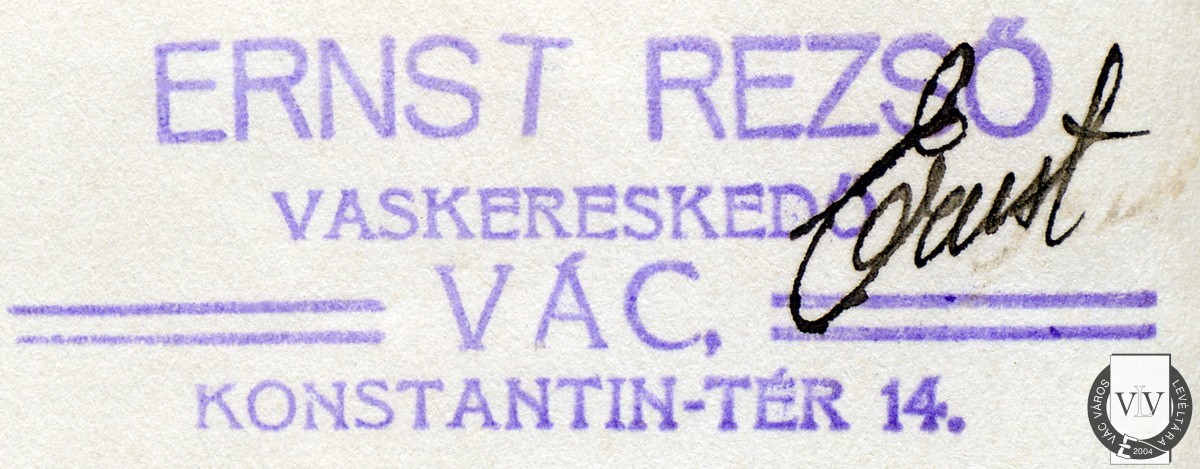 ERNST REZSŐ
VASKERESKEDŐ
VÁC,
KONSTANTIN-TÉR 14.
Ernst
VÁC VÁROS LEVÉLTÁRA
VLV
2004